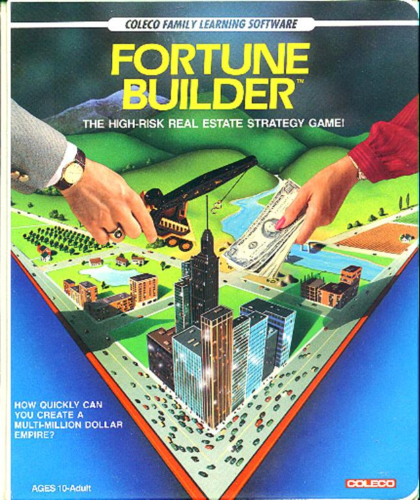 COLECO FAMILY LEARNING SOFTWARE
FORTUNE
BUILDER™
THE HIGH-RISK REAL ESTATE STRATEGY GAME!
HOW QUICKLY CAN
YOU CREATE A
MULTI-MILLION DOLLAR
EMPIRE?
AGES 10-Adult
COLECO